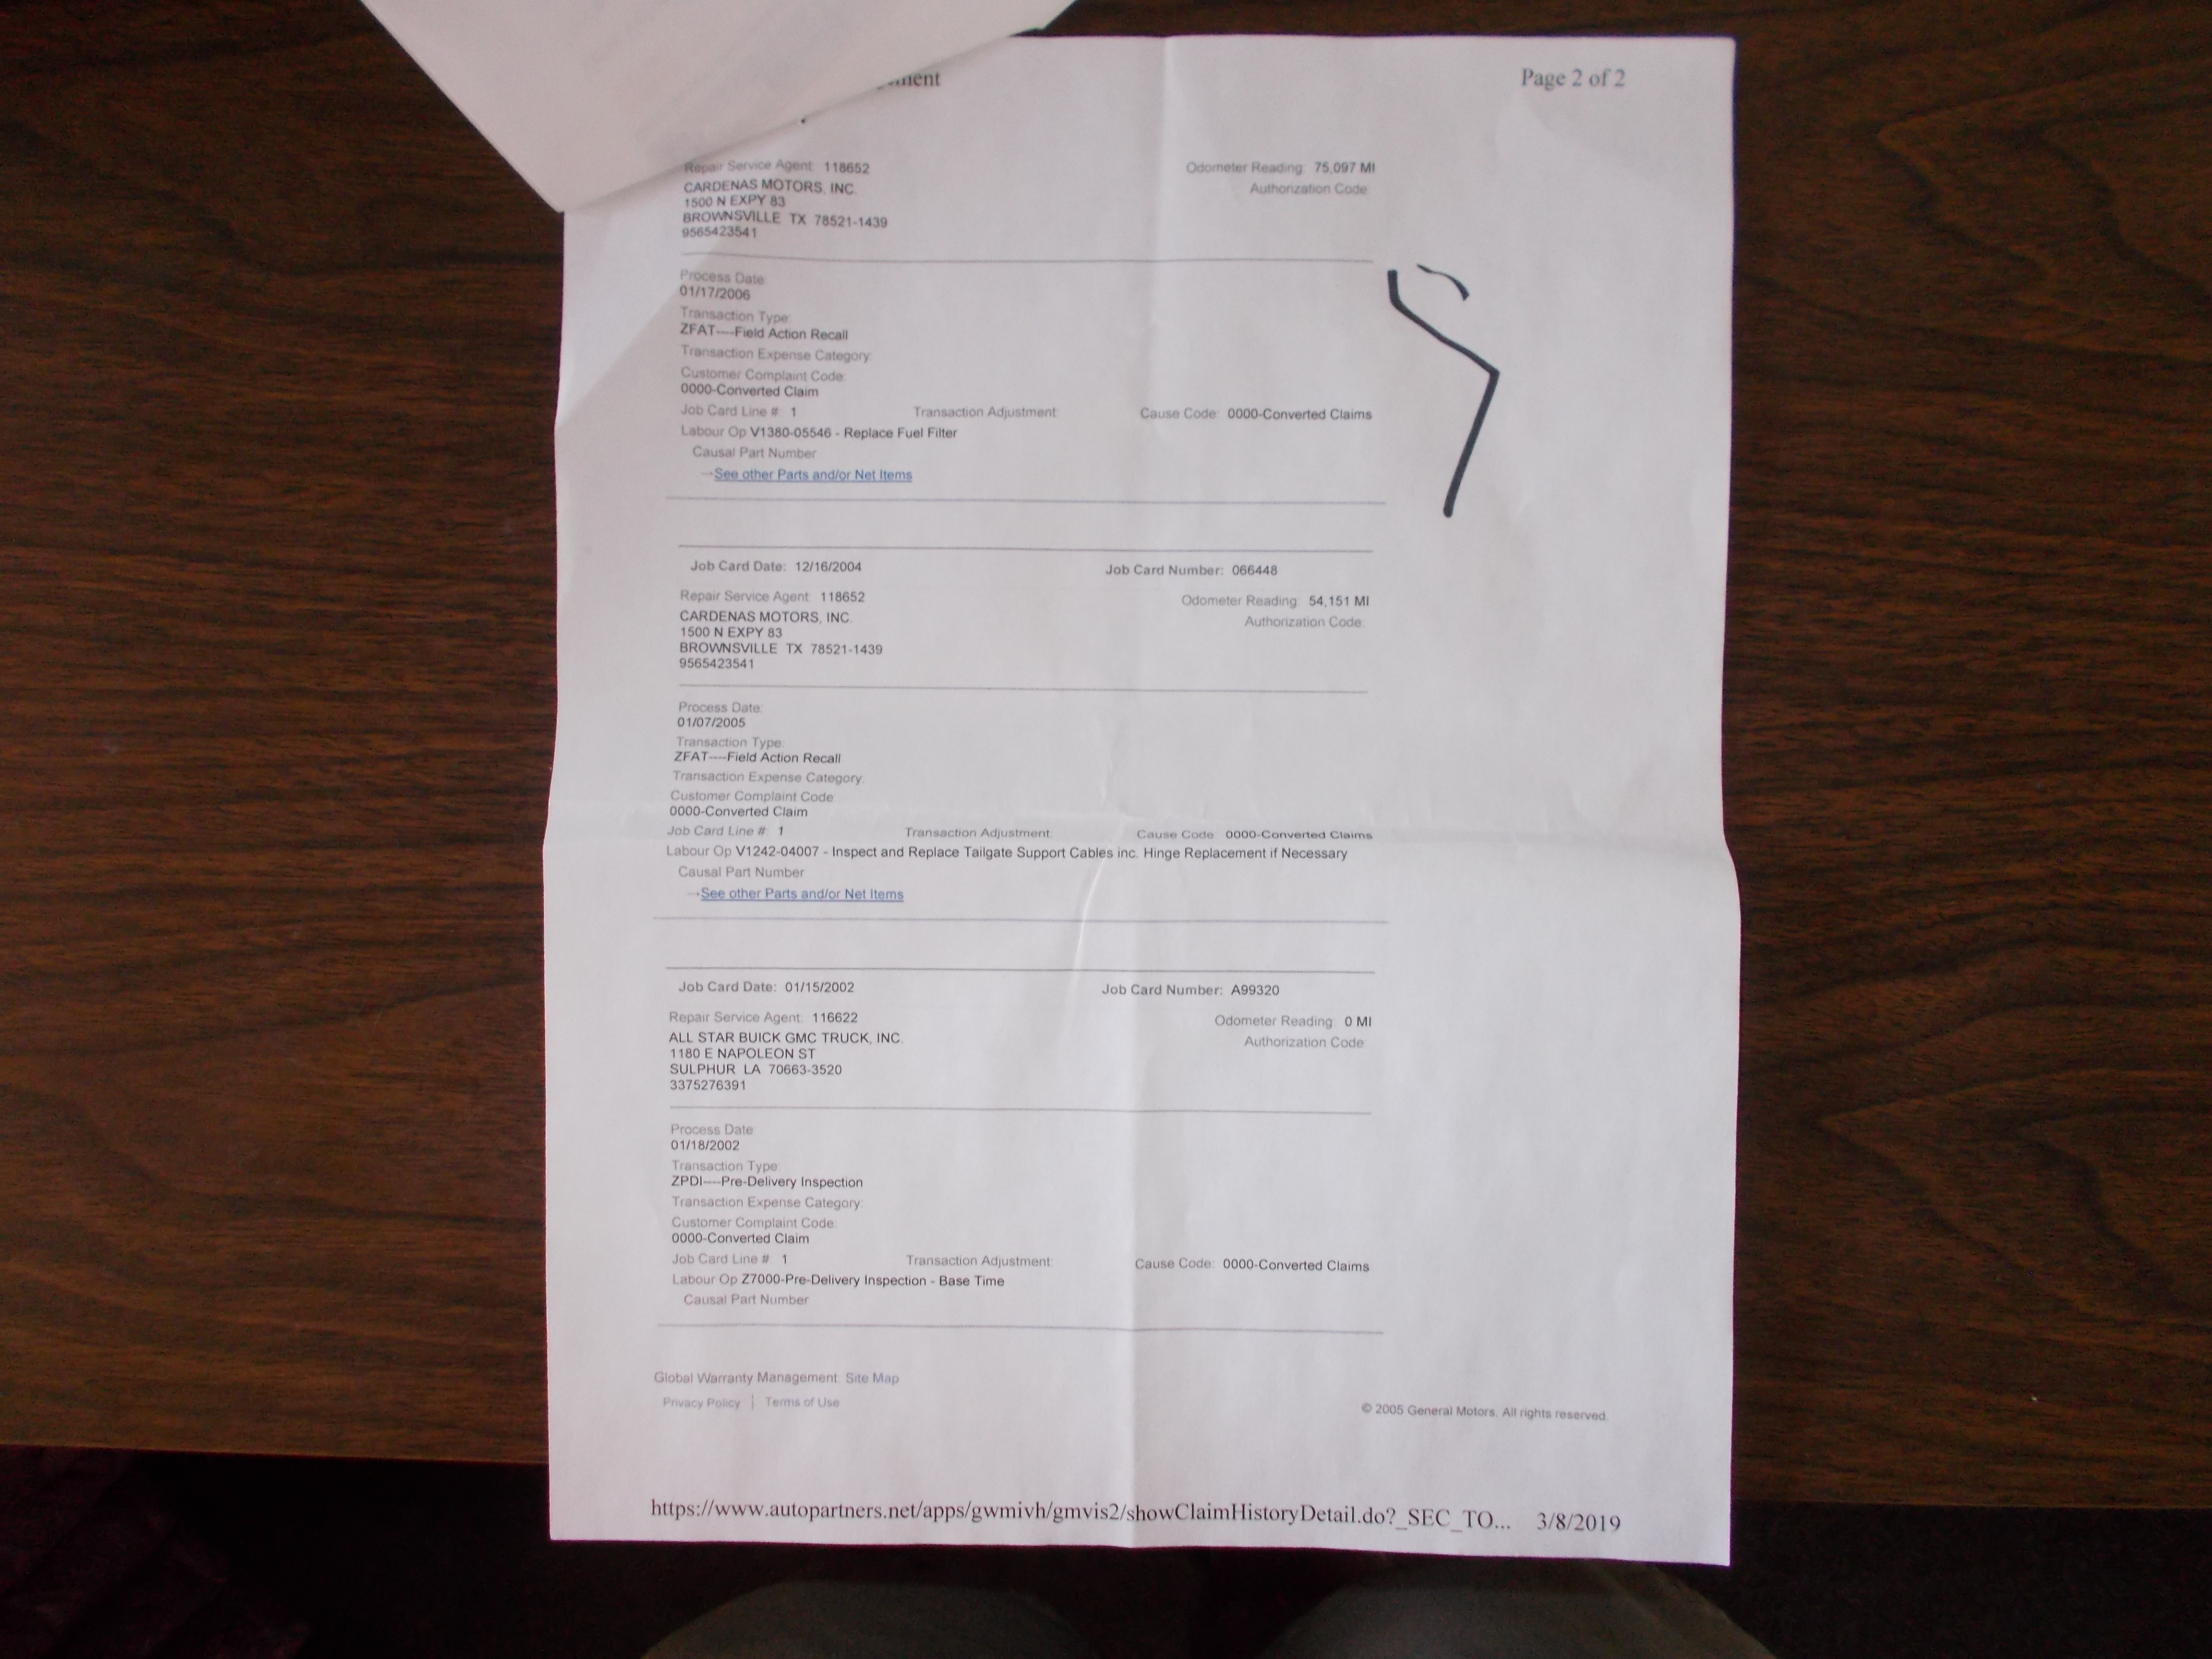 Page 2 of 2
Repair Service Agent: 118652 Odometer Reading: 75,097 MI
CARDENAS MOTORS, INC. Authorization Code:
1500 N EXPY 83
BROWNSVILLE TX 78521-1439
9565423541
Process Date:
01/17/2006
Transaction Type:
ZFAT----Field Action Recall
Transaction Expense Category:
Customer Complaint Code:
0000-Converted Claim
Job Card Line #: 1 Transaction Adjustment: Cause Code: 0000-Converted Claims
Labour Op V1380-05546 - Replace Fuel Filter
Causal Part Number
→See other Parts and/or Net Items
Job Card Date: 12/16/2004 Job Card Number: 066448
Repair Service Agent: 118652 Odometer Reading: 54,151 MI
CARDENAS MOTORS, INC. Authorization Code:
1500 N EXPY 83
BROWNSVILLE TX 78521-1439
9565423541
Process Date:
01/07/2005
Transaction Type:
ZFAT----Field Action Recall
Transaction Expense Category:
Customer Complaint Code
0000-Converted Claim
Job Card Line #: 1 Transaction Adjustment: Cause Code: 0000-Converted Claims
Labour Op V1242-04007 - Inspect and Replace Tailgate Support Cables inc. Hinge Replacement if Necessary
Causal Part Number
→See other Parts and/or Net Items
Job Card Date: 01/15/2002 Job Card Number: A99320
Repair Service Agent: 116622 Odometer Reading: 0 MI
ALL STAR BUICK GMC TRUCK, INC. Authorization Code:
1180 E NAPOLEON ST
SULPHUR LA 70663-3520
3375276391
Process Date
01/18/2002
Transaction Type:
ZPDI----Pre-Delivery Inspection
Transaction Expense Category:
Customer Complaint Code:
0000-Converted Claim
Job Card Line #: 1 Transaction Adjustment: Cause Code: 0000-Converted Claims
Labour Op Z7000-Pre-Delivery Inspection - Base Time
Causal Part Number
Global Warranty Management: Site Map
Privacy Policy | Terms of Use
© 2005 General Motors. All rights reserved.
https://www.autopartners.net/apps/gwmivh/gmvis2/showClaimHistoryDetail.do?_SEC_TO... 3/8/2019